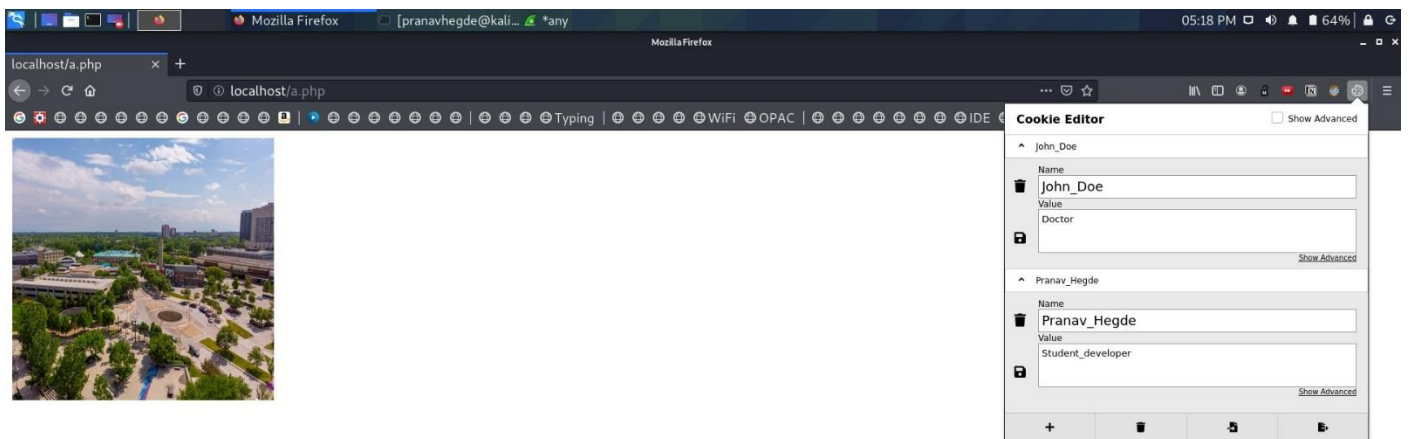 Mozilla Firefox [pranavhegde@kali... *any 05:18 PM 64%
Mozilla Firefox
localhost/a.php × +
localhost/a.php
Typing WiFi OPAC IDE
Cookie Editor Show Advanced
John_Doe
Name
John_Doe
Value
Doctor
Show Advanced
Pranav_Hegde
Name
Pranav_Hegde
Value
Student_developer
Show Advanced